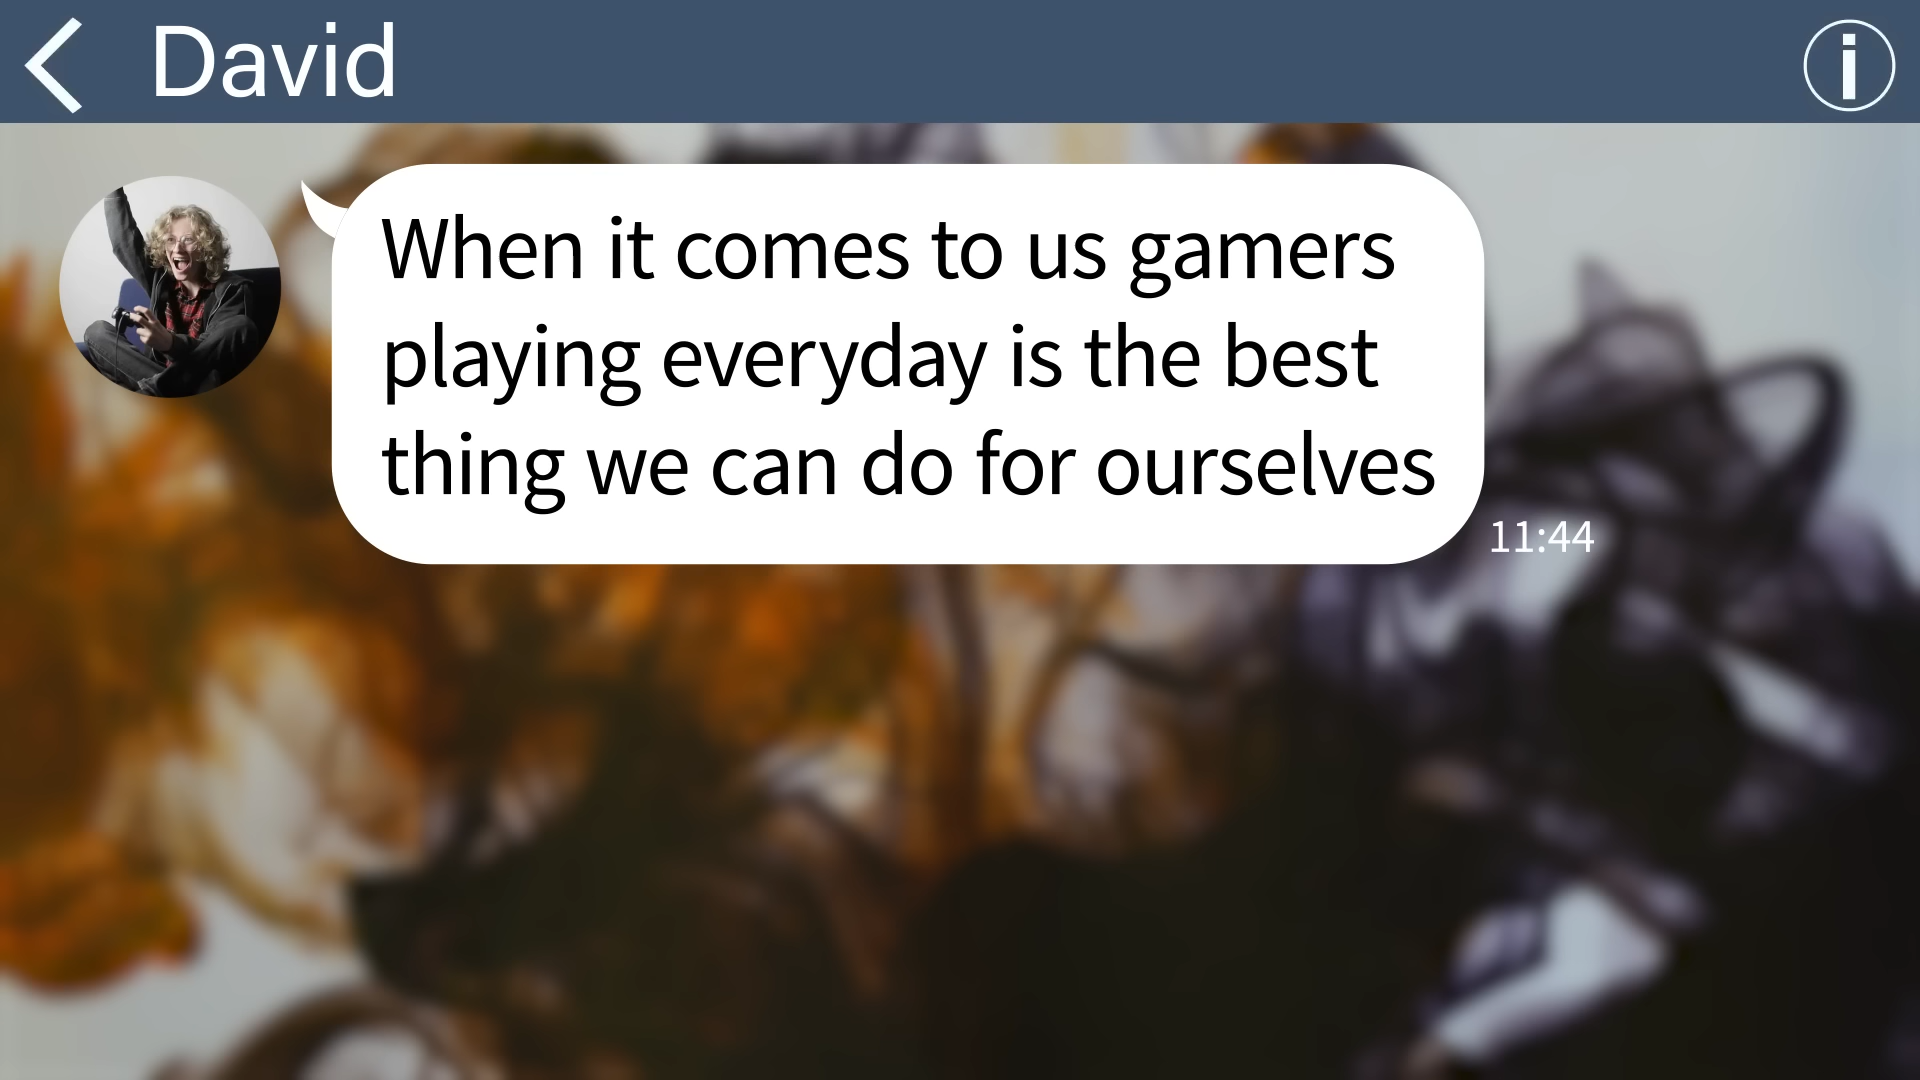 David
When it comes to us gamers
playing everyday is the best
thing we can do for ourselves
11:44